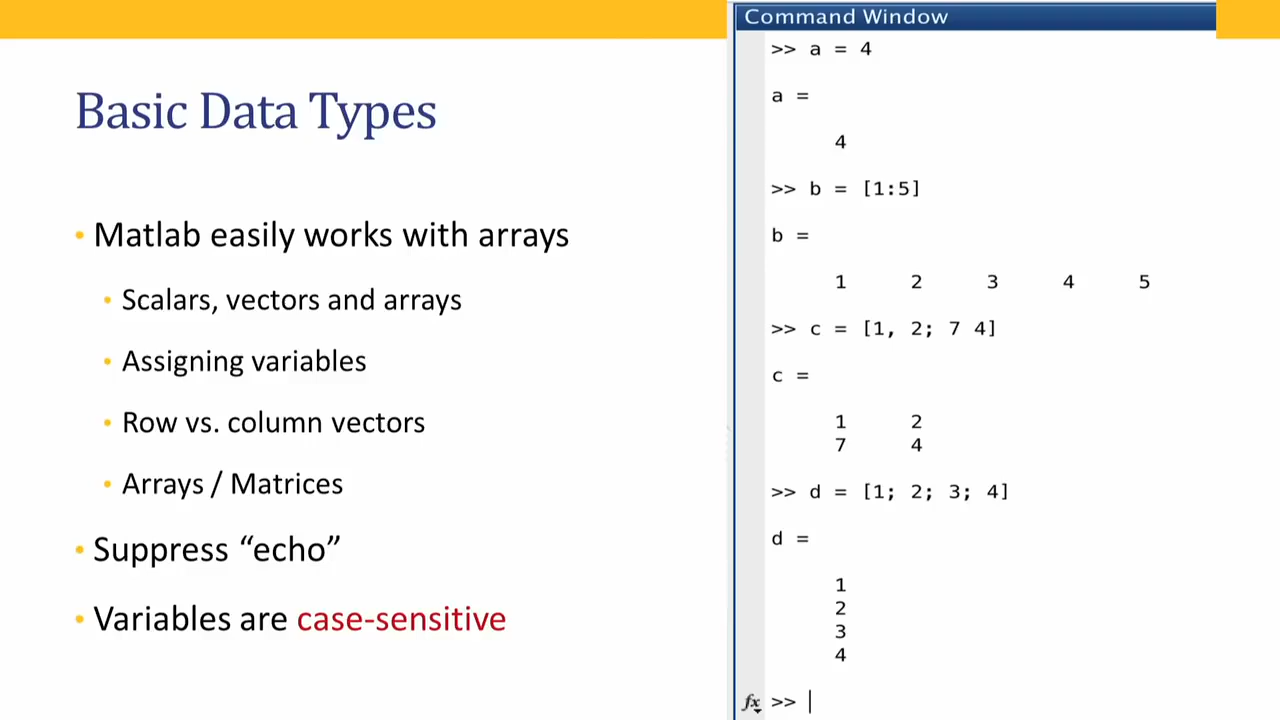 Basic Data Types
• Matlab easily works with arrays
• Scalars, vectors and arrays
• Assigning variables
• Row vs. column vectors
• Arrays / Matrices
• Suppress “echo”
• Variables are case-sensitive
Command Window
>> a = 4
a =
4
>> b = [1:5]
b =
1 2 3 4 5
>> c = [1, 2; 7 4]
c =
1 2
7 4
>> d = [1; 2; 3; 4]
d =
1
2
3
4
fx >>